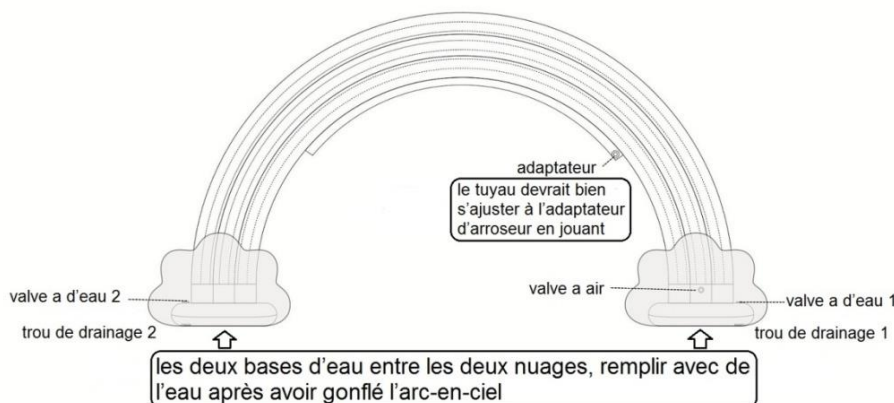 adaptateur
le tuyau devrait bien
s'ajuster à l'adaptateur
d'arroseur en jouant
valve a d'eau 2
valve a air
valve a d'eau 1
trou de drainage 2
trou de drainage 1
les deux bases d'eau entre les deux nuages, remplir avec de
l'eau après avoir gonflé l'arc-en-ciel